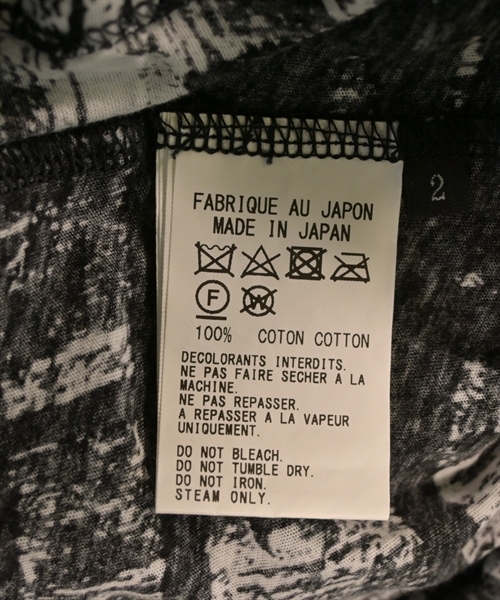 FABRIQUE AU JAPON
MADE IN JAPAN
F W
100% COTON COTTON
DECOLORANTS INTERDITS.
NE PAS FAIRE SECHER A LA
MACHINE.
NE PAS REPASSER.
A REPASSER A LA VAPEUR
UNIQUEMENT.
DO NOT BLEACH.
DO NOT TUMBLE DRY.
DO NOT IRON.
STEAM ONLY.
2